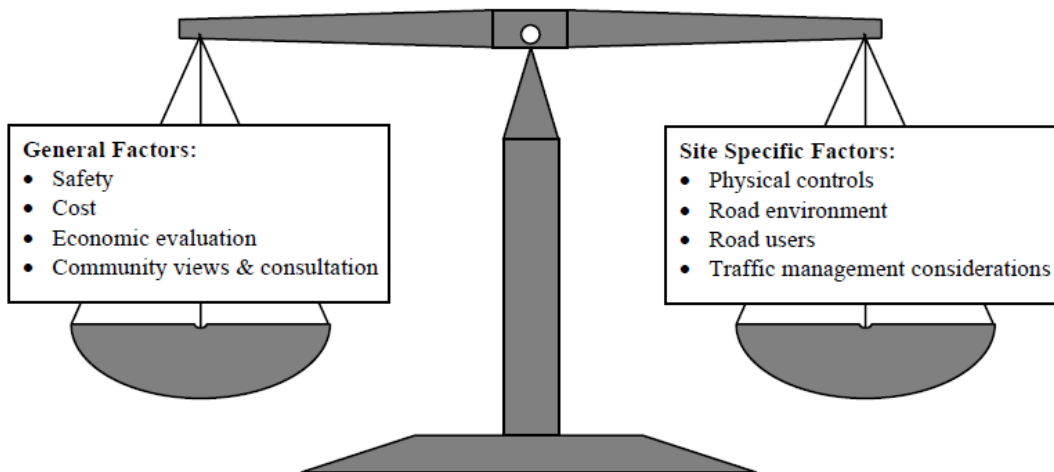 General Factors:
• Safety
• Cost
• Economic evaluation
• Community views & consultation
Site Specific Factors:
• Physical controls
• Road environment
• Road users
• Traffic management considerations